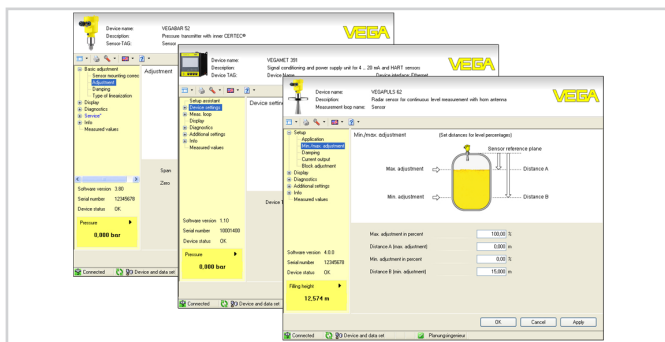 Device name: VEGABAR 52
Description: Pressure transmitter with inner CERTEC®
Sensor TAG: Sensor
VEGA
Basic adjustment
Sensor mounting correc
Adjustment
Damping
Type of linearization
Display
Diagnostics
Service"
Info
Measured values
Adjustment
Span
Zero
Software version 3.80
Serial number 12345678
Device status OK
Pressure
0,000 bar
Connected Device and data set
Device name: VEGAMET 391
Description: Signal conditioning and power supply unit for 4 ... 20 mA and HART sensors
Device TAG: Device Name Device interface: Ethernet
VEGA
Setup assistant
Device settings
Meas. loop
Display
Diagnostics
Additional settings
Info
Measured values
Device settin
Device T
Software version 1.10
Serial number 10001408
Device status OK
Pressure
0,000 bar
Connected Device and data set
Device name: VEGAPULS 62
Description: Radar sensor for continuous level measurement with horn antenna
Measurement loop name: Sensor
VEGA
Setup
Application
Min./max. adjustment
Damping
Current output
Block adjustment
Display
Diagnostics
Additional settings
Info
Measured values
Min./max. adjustment (Set distances for level percentages)
Sensor reference plane
Max. adjustment Distance A
Min. adjustment Distance B
Max. adjustment in percent 100,00 %
Distance A (max. adjustment) 0,000 m
Min. adjustment in percent 0,00 %
Distance B (min. adjustment) 15,000 m
Software version 4.0.0
Serial number 12345678
Device status OK
Filling height
12,574 m
OK Cancel Apply
Connected Device and data set Planungsingenieur